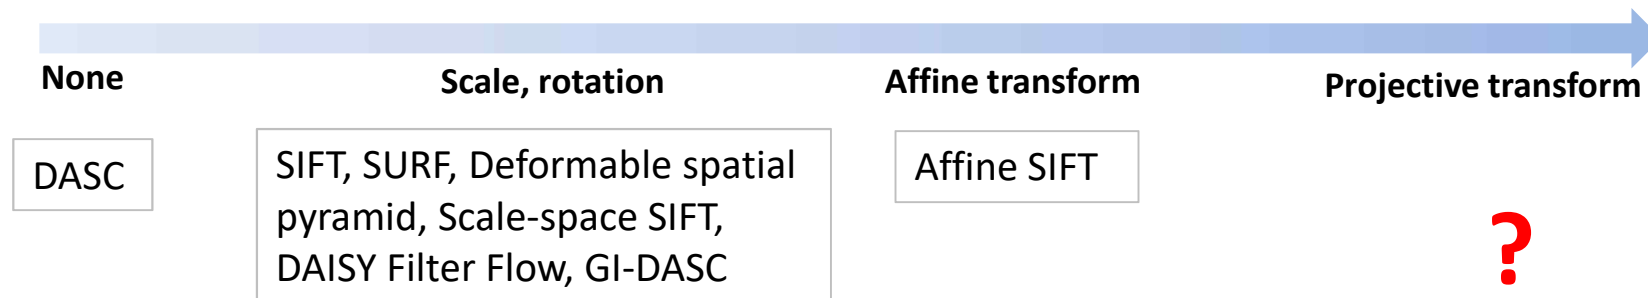 None
Scale, rotation
Affine transform
Projective transform
DASC
SIFT, SURF, Deformable spatial
pyramid, Scale-space SIFT,
DAISY Filter Flow, GI-DASC
Affine SIFT
?